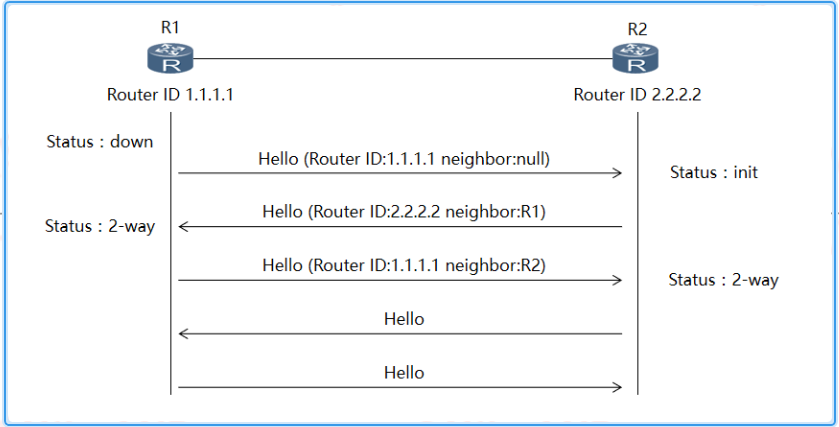 R1
R2
R
R
Router ID 1.1.1.1
Router ID 2.2.2.2
Status : down
Hello (Router ID:1.1.1.1 neighbor:null)
Status : init
Hello (Router ID:2.2.2.2 neighbor:R1)
Status : 2-way
Hello (Router ID:1.1.1.1 neighbor:R2)
Status : 2-way
Hello
Hello